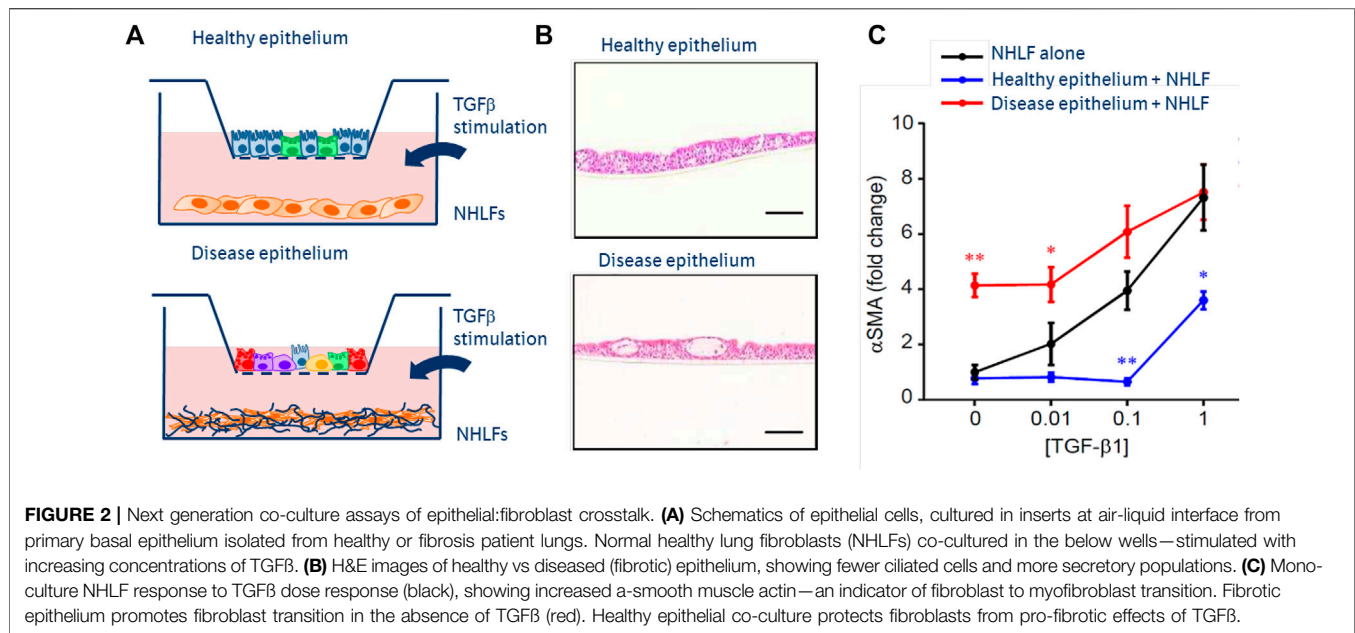 A
Healthy epithelium
TGFβ
stimulation
NHLFs
Disease epithelium
TGFβ
stimulation
NHLFs
B
Healthy epithelium
Disease epithelium
C
NHLF alone
Healthy epithelium + NHLF
Disease epithelium + NHLF
αSMA (fold change)
10
8
6
4
2
0
**
*
**
*
0
0.01
0.1
1
[TGF-β1]
FIGURE 2 | Next generation co-culture assays of epithelial:fibroblast crosstalk. (A) Schematics of epithelial cells, cultured in inserts at air-liquid interface from
primary basal epithelium isolated from healthy or fibrosis patient lungs. Normal healthy lung fibroblasts (NHLFs) co-cultured in the below wells—stimulated with
increasing concentrations of TGFß. (B) H&E images of healthy vs diseased (fibrotic) epithelium, showing fewer ciliated cells and more secretory populations. (C) Mono-
culture NHLF response to TGFß dose response (black), showing increased a-smooth muscle actin—an indicator of fibroblast to myofibroblast transition. Fibrotic
epithelium promotes fibroblast transition in the absence of TGFß (red). Healthy epithelial co-culture protects fibroblasts from pro-fibrotic effects of TGFß.